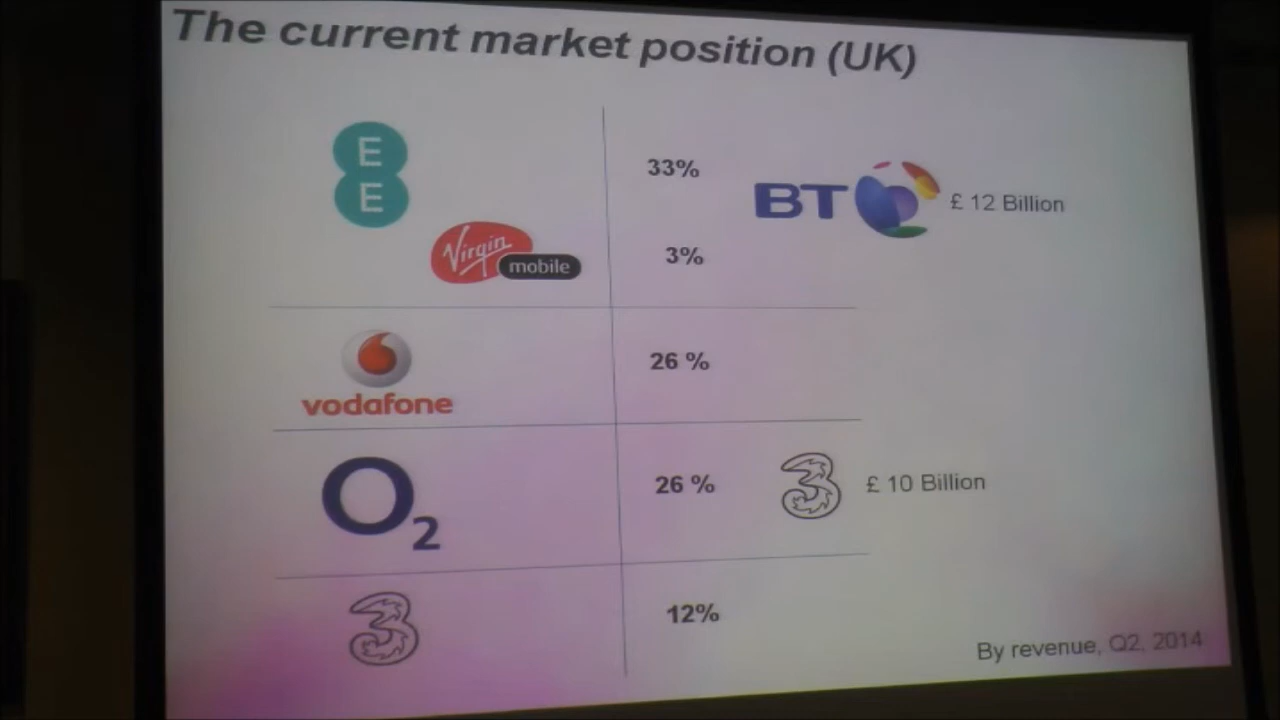 The current market position (UK)
E
E
33%
BT £ 12 Billion
Virgin mobile
3%
vodafone
26 %
O2
26 %
3 £ 10 Billion
3
12%
By revenue, Q2, 2014